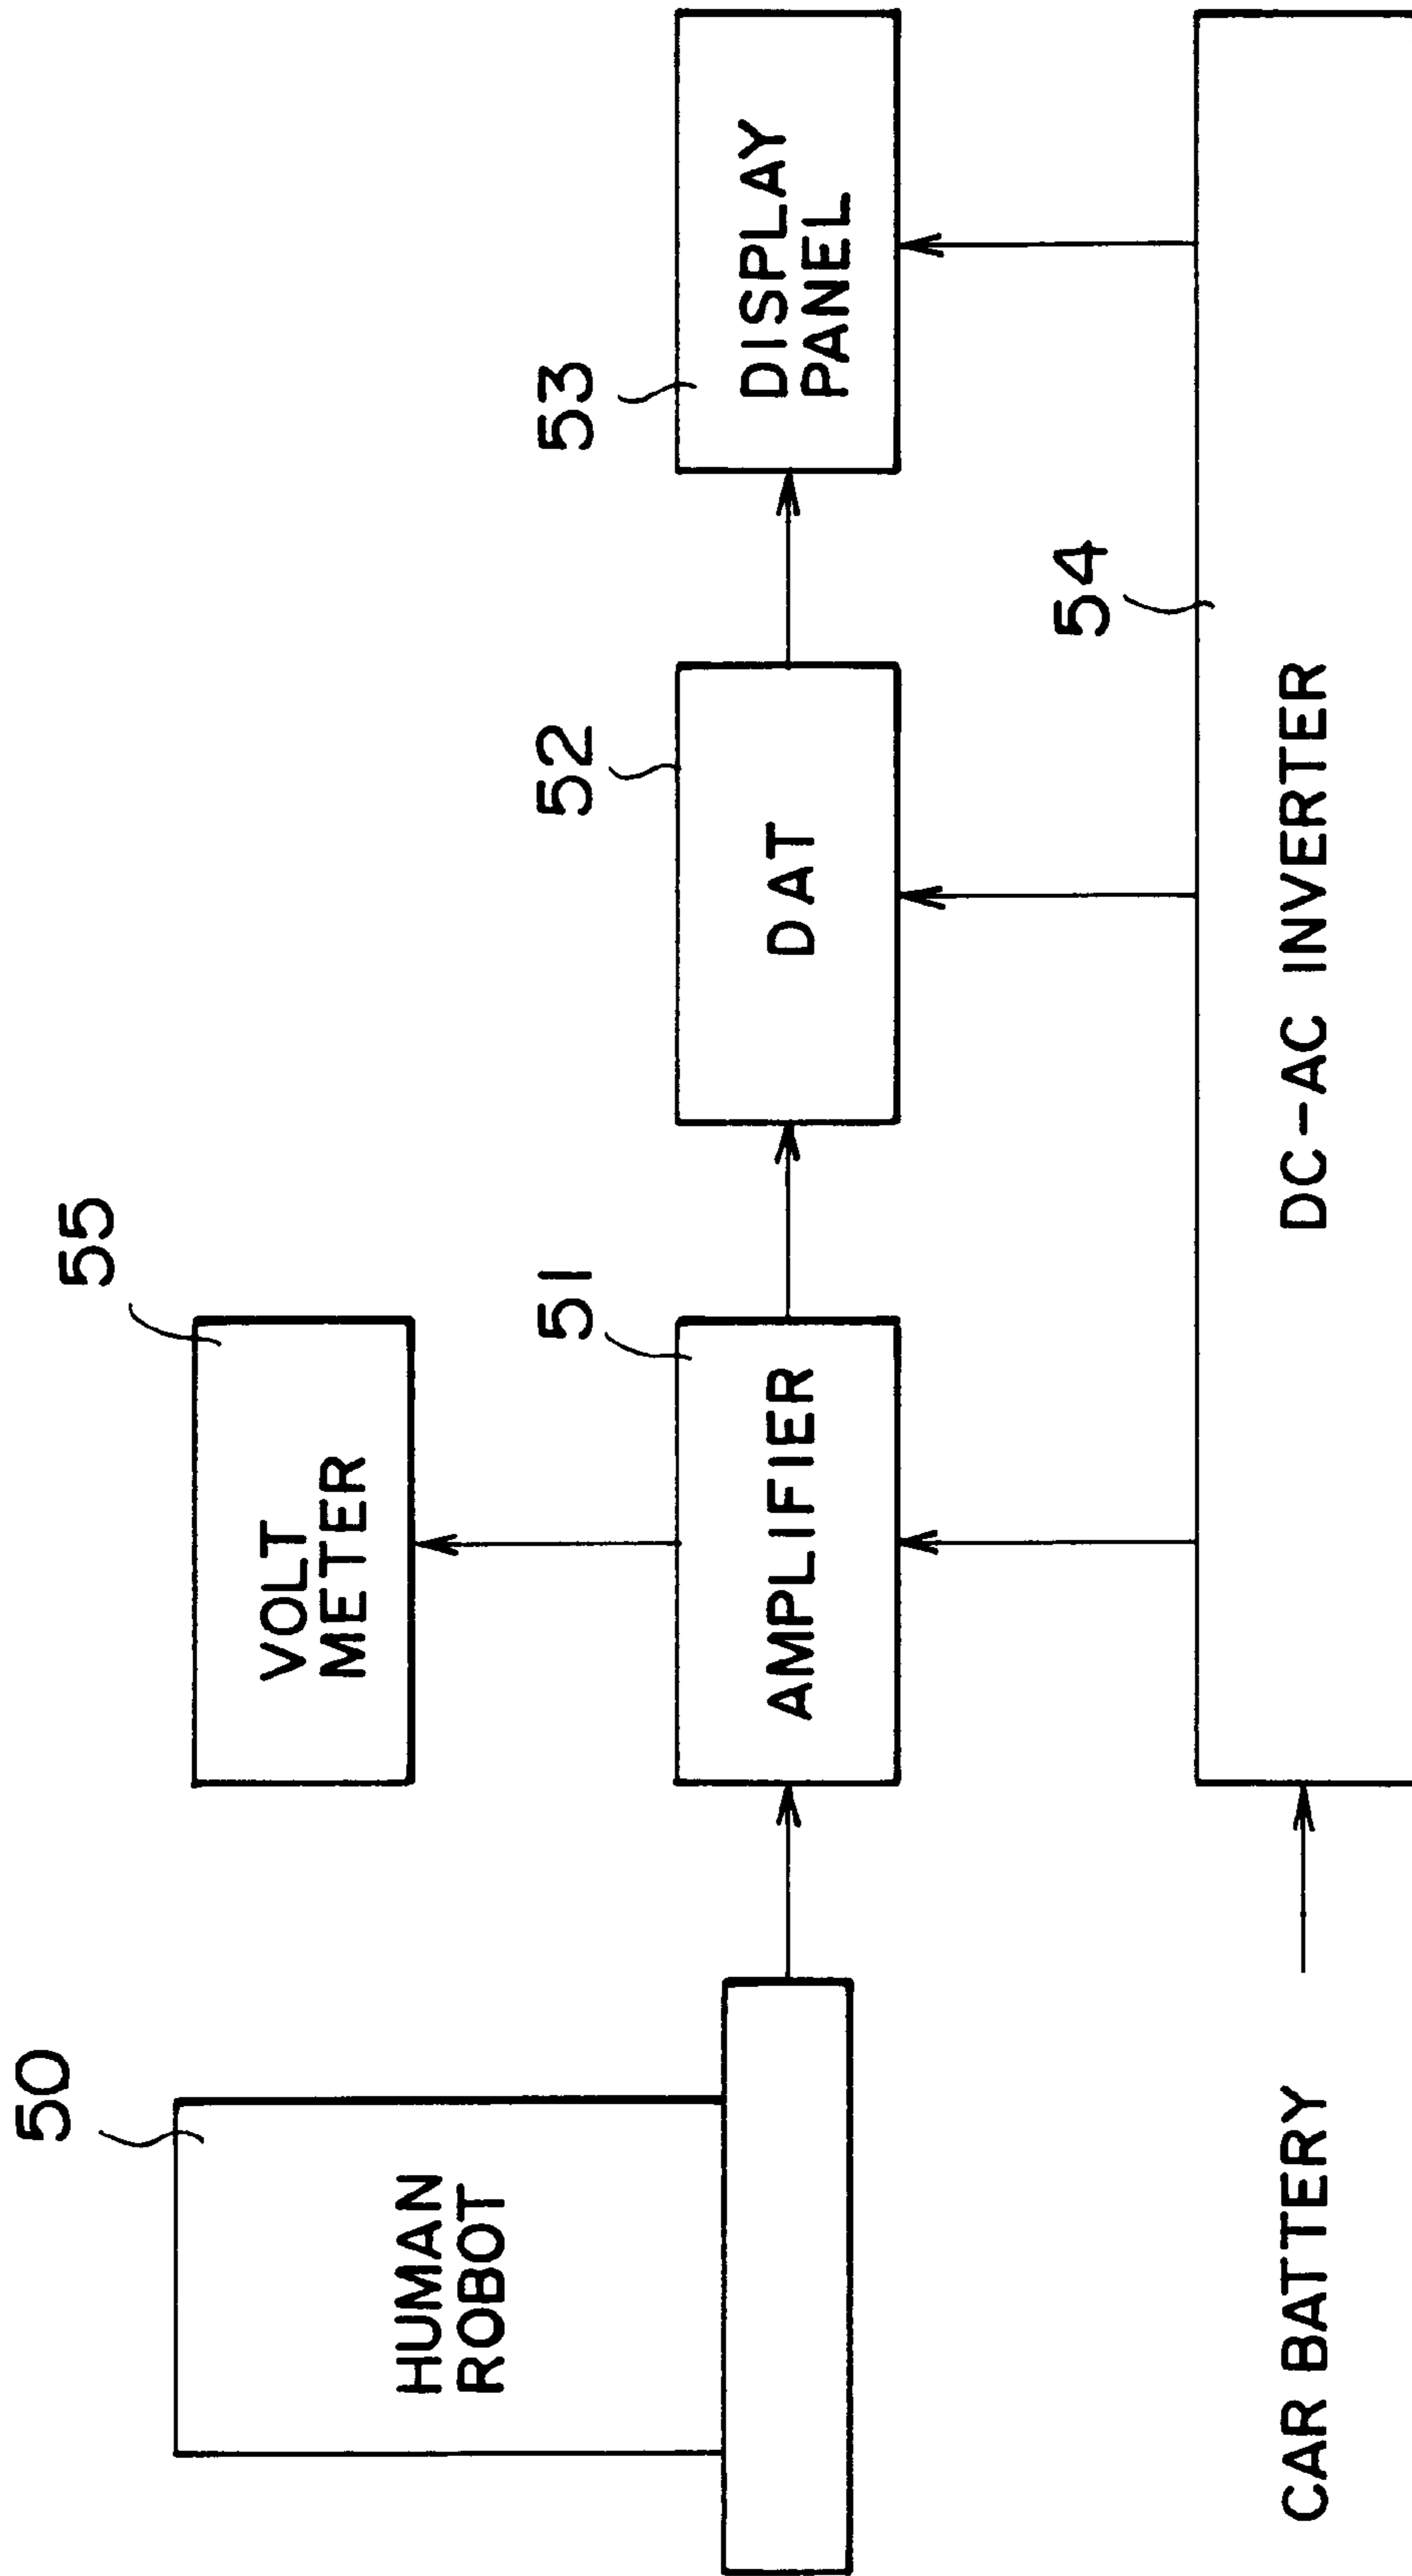 50
HUMAN
ROBOT
55
VOLT
METER
51
AMPLIFIER
52
DAT
53
DISPLAY
PANEL
54
CAR BATTERY
DC-AC INVERTER